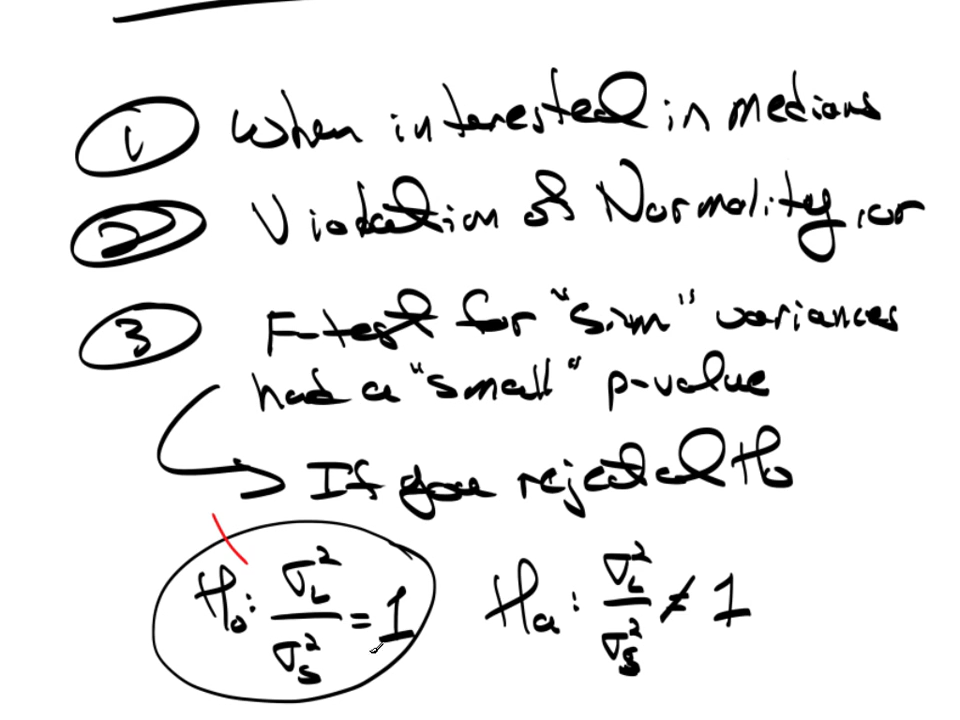 ① When interested in medians
② Violation of Normality, or
③ F-test for "sim" variances
had a "small" p-value
If you rejected H₀
H₀: σ_L²/σ_S² = 1 Hₐ: σ_L²/σ_S² ≠ 1